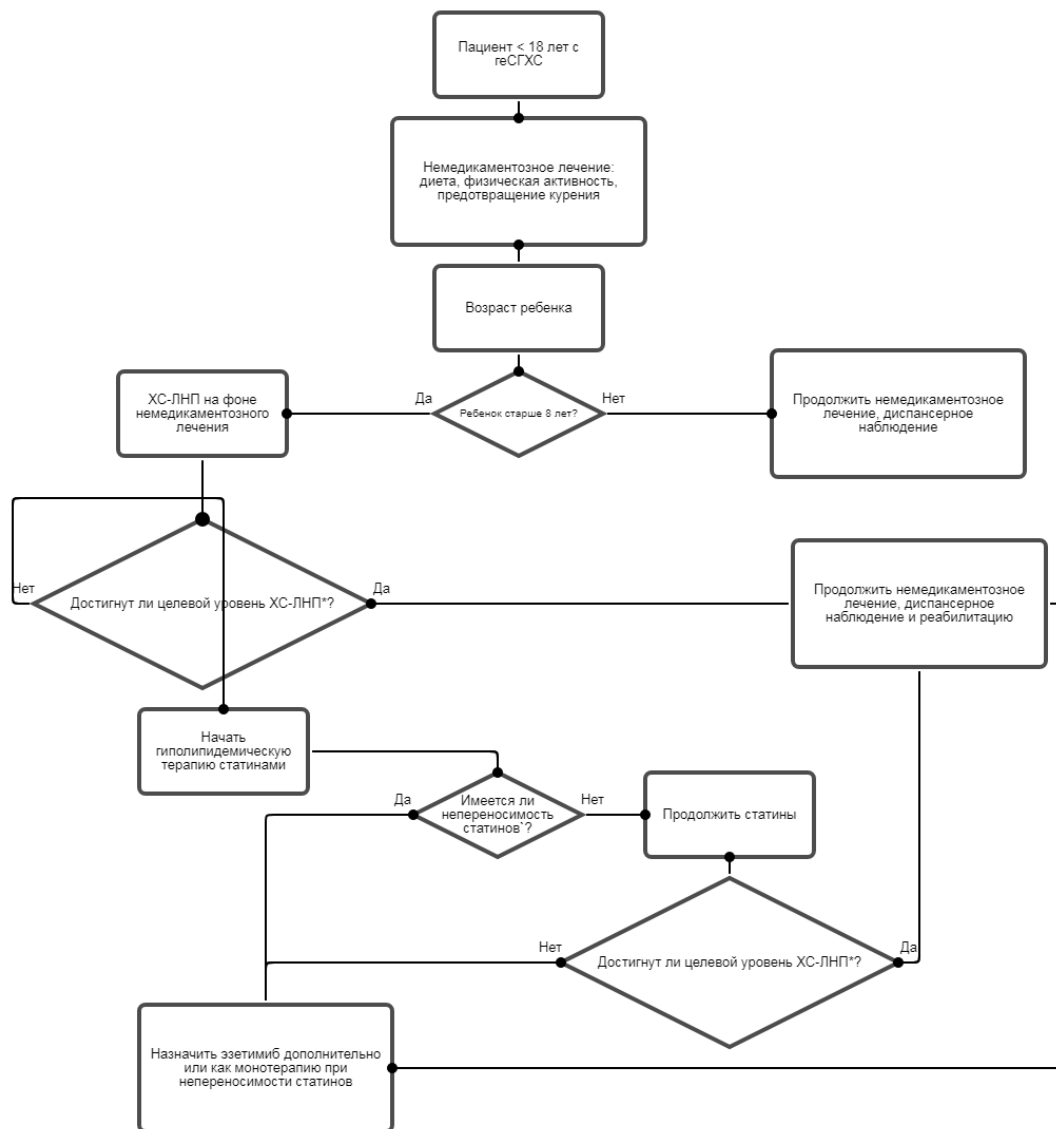 Пациент < 18 лет с
геСГХС
Немедикаментозное лечение:
диета, физическая активность,
предотвращение курения
Возраст ребенка
ХС-ЛНП на фоне
немедикаментозного
лечения
Да
Ребенок старше 8 лет?
Нет
Продолжить немедикаментозное
лечение, диспансерное
наблюдение
Нет
Достигнут ли целевой уровень ХС-ЛНП*?
Да
Продолжить немедикаментозное
лечение, диспансерное
наблюдение и реабилитацию
Начать
гиполипидемическую
терапию статинами
Да
Имеется ли
непереносимость
статинов`?
Нет
Продолжить статины
Нет
Достигнут ли целевой уровень ХС-ЛНП*?
Да
Назначить эзетимиб дополнительно
или как монотерапию при
непереносимости статинов